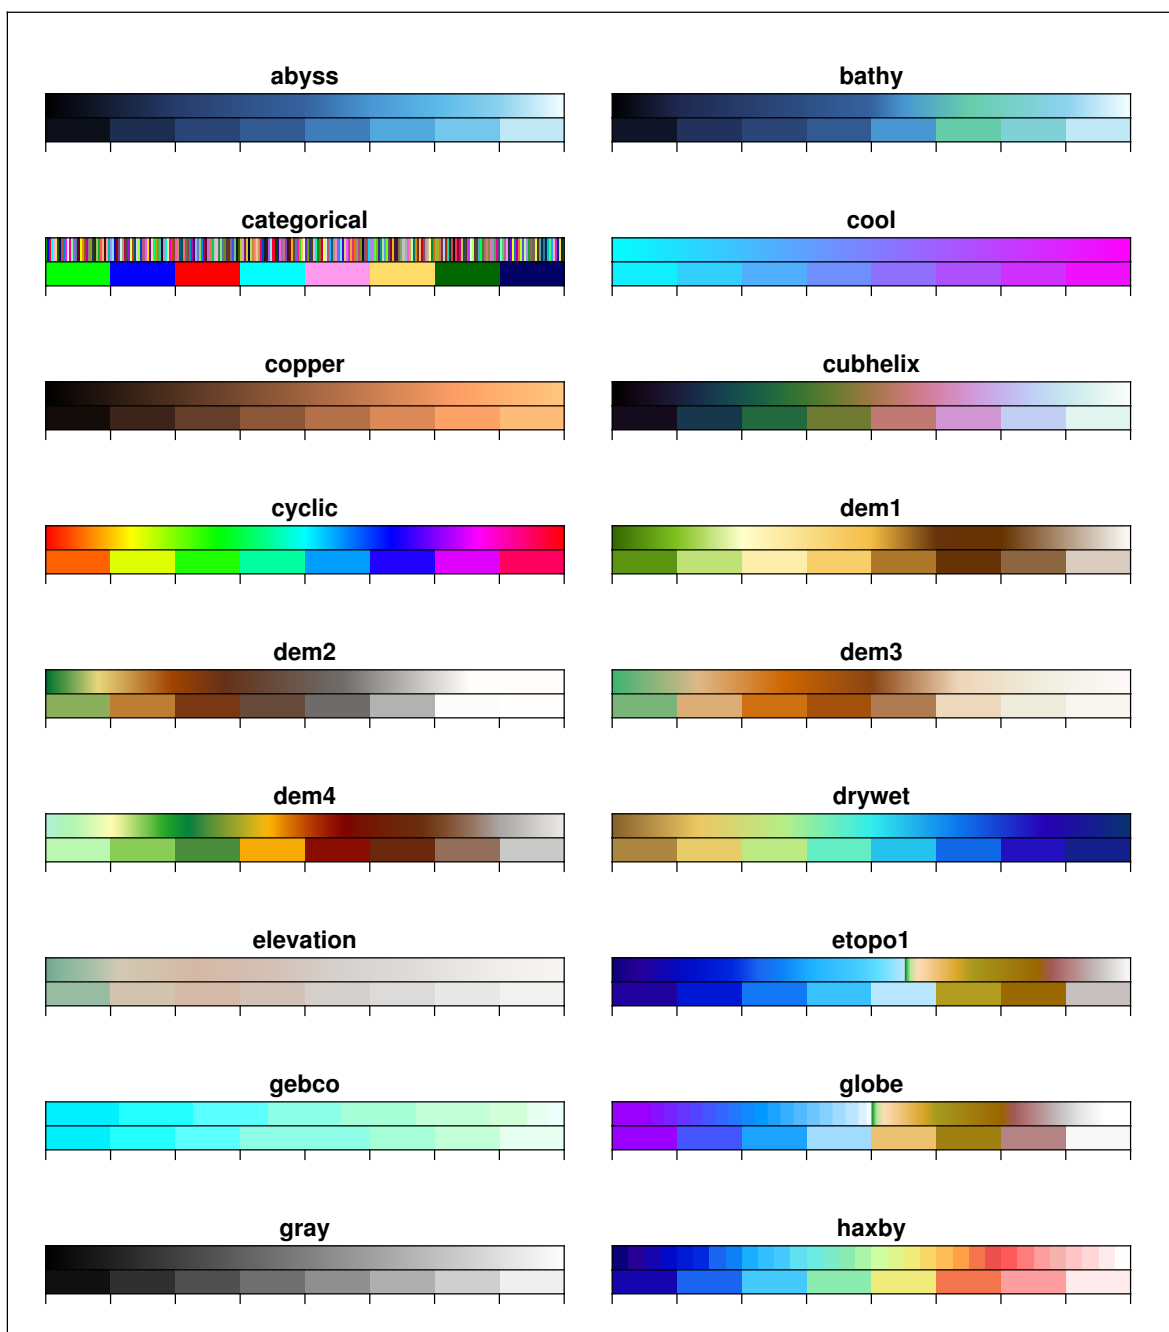 abyss
bathy
categorical
cool
copper
cubhelix
cyclic
dem1
dem2
dem3
dem4
drywet
elevation
etopo1
gebco
globe
gray
haxby